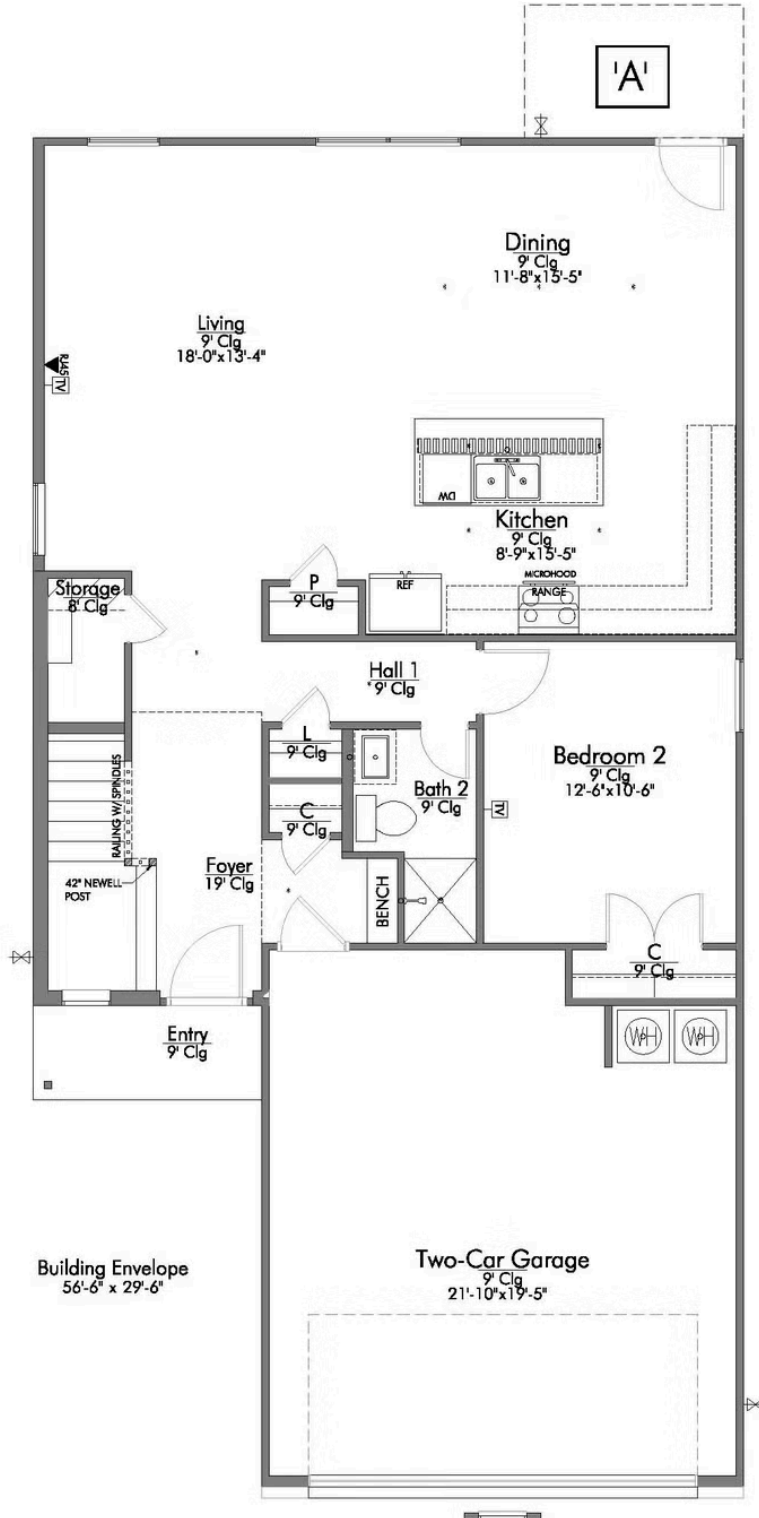 'A'
Dining
9' Clg
11'-8"x15'-5"
Living
9' Clg
18'-0"x13'-4"
RJ45
TV
DW
Kitchen
9' Clg
8'-9"x15'-5"
MICROHOOD
RANGE
REF
P
9' Clg
Storage
8' Clg
Hall 1
9' Clg
L
9' Clg
Bath 2
9' Clg
Bedroom 2
9' Clg
12'-6"x10'-6"
TV
C
9' Clg
RAILING W/ SPINDLES
42" NEWELL
POST
Foyer
19' Clg
BENCH
C
9' Clg
WH
WH
Entry
9' Clg
Building Envelope
56'-6" x 29'-6"
Two-Car Garage
9' Clg
21'-10"x19'-5"